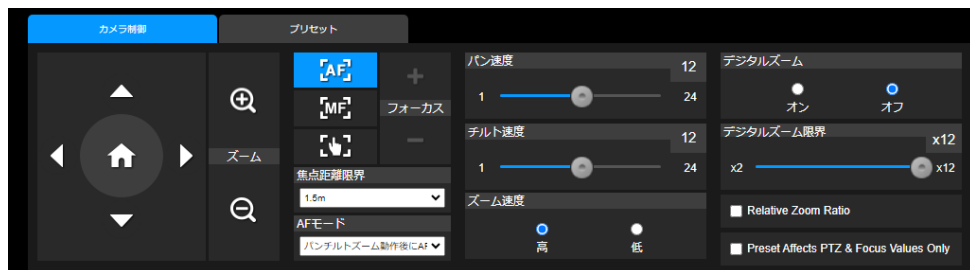 カメラ制御
プリセット
ズーム
[AF]
[MF]
+
フォーカス
−
焦点距離限界
1.5m
AFモード
パンチルトズーム動作後にAF
パン速度
12
1
24
チルト速度
12
1
24
ズーム速度
高
低
デジタルズーム
オン
オフ
デジタルズーム限界
x12
x2
x12
Relative Zoom Ratio
Preset Affects PTZ & Focus Values Only